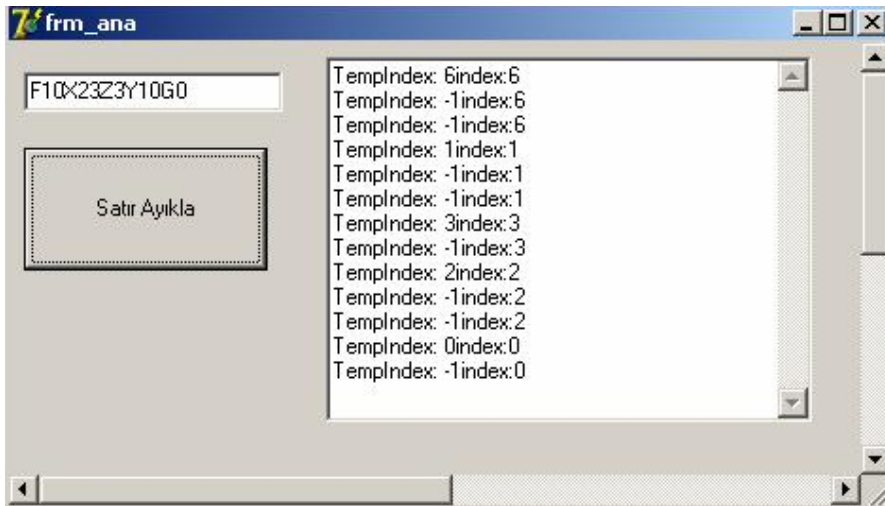 frm_ana
F10X23Z3Y10G0
Satır Ayıkla
TempIndex: 6index:6
TempIndex: -1index:6
TempIndex: -1index:6
TempIndex: 1index:1
TempIndex: -1index:1
TempIndex: -1index:1
TempIndex: 3index:3
TempIndex: -1index:3
TempIndex: 2index:2
TempIndex: -1index:2
TempIndex: -1index:2
TempIndex: 0index:0
TempIndex: -1index:0